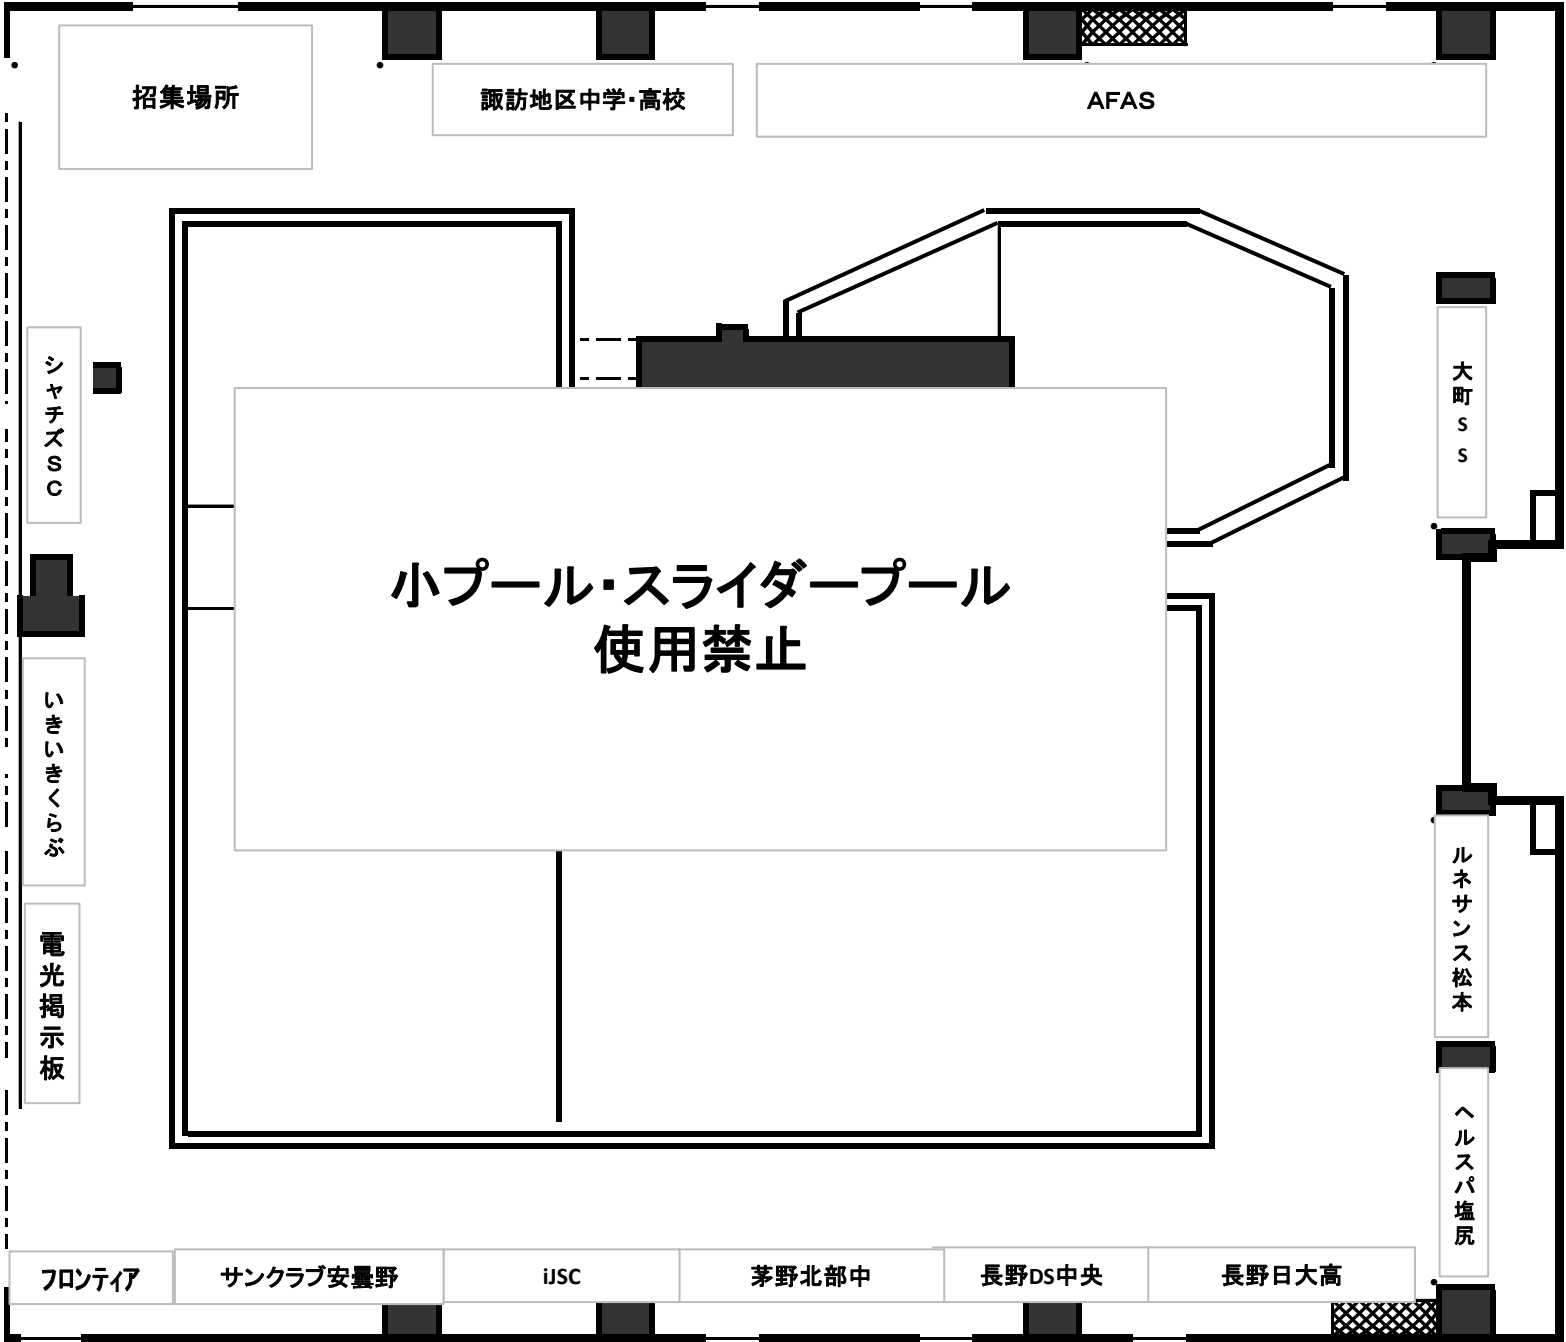 招集場所
諏訪地区中学・高校
AFAS
シャチズSC
大町SS
小プール・スライダープール
使用禁止
いきいきくらぶ
ルネサンス松本
電光掲示板
ヘルスパ塩尻
フロンティア
サンクラブ安曇野
iJSC
茅野北部中
長野DS中央
長野日大高